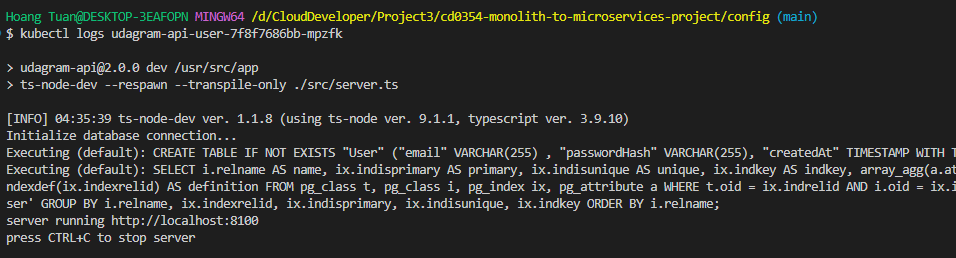 Hoang Tuan@DESKTOP-3EAFOPN MINGW64 /d/CloudDeveloper/Project3/cd0354-monolith-to-microservices-project/config (main)
$ kubectl logs udagram-api-user-7f8f7686bb-mpzfk
> udagram-api@2.0.0 dev /usr/src/app
> ts-node-dev --respawn --transpile-only ./src/server.ts
[INFO] 04:35:39 ts-node-dev ver. 1.1.8 (using ts-node ver. 9.1.1, typescript ver. 3.9.10)
Initialize database connection...
Executing (default): CREATE TABLE IF NOT EXISTS "User" ("email" VARCHAR(255) , "passwordHash" VARCHAR(255), "createdAt" TIMESTAMP WITH T
Executing (default): SELECT i.relname AS name, ix.indisprimary AS primary, ix.indisunique AS unique, ix.indkey AS indkey, array_agg(a.at
ndexdef(ix.indexrelid) AS definition FROM pg_class t, pg_class i, pg_index ix, pg_attribute a WHERE t.oid = ix.indrelid AND i.oid = ix.i
ser' GROUP BY i.relname, ix.indexrelid, ix.indisprimary, ix.indisunique, ix.indkey ORDER BY i.relname;
server running http://localhost:8100
press CTRL+C to stop server